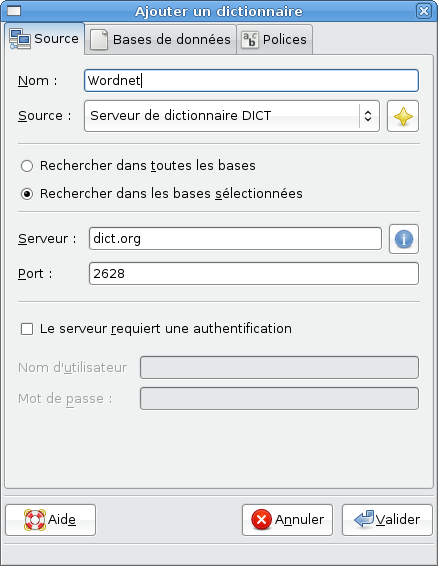 Ajouter un dictionnaire
Source Bases de données Polices
Nom : Wordnet
Source : Serveur de dictionnaire DICT
Rechercher dans toutes les bases
Rechercher dans les bases sélectionnées
Serveur : dict.org
Port : 2628
Le serveur requiert une authentification
Nom d'utilisateur
Mot de passe :
Aide Annuler Valider